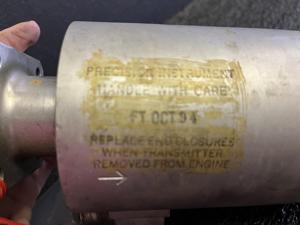 PRECISION INSTRUMENT
HANDLE WITH CARE
FT OCT 94
REPLACE END CLOSURES
WHEN TRANSMITTER
REMOVED FROM ENGINE